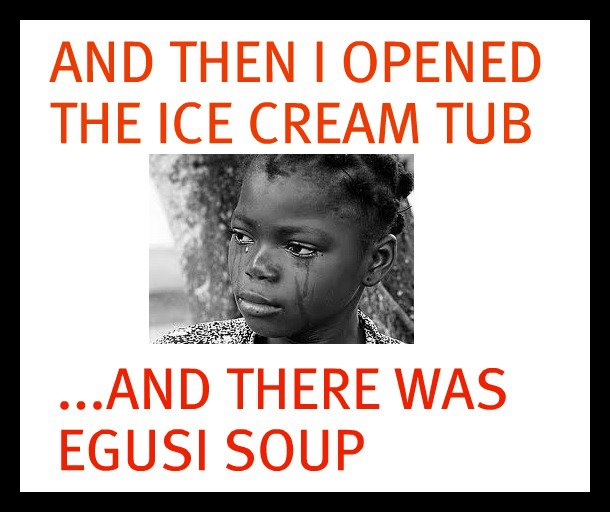 AND THEN I OPENED
THE ICE CREAM TUB
...AND THERE WAS
EGUSI SOUP